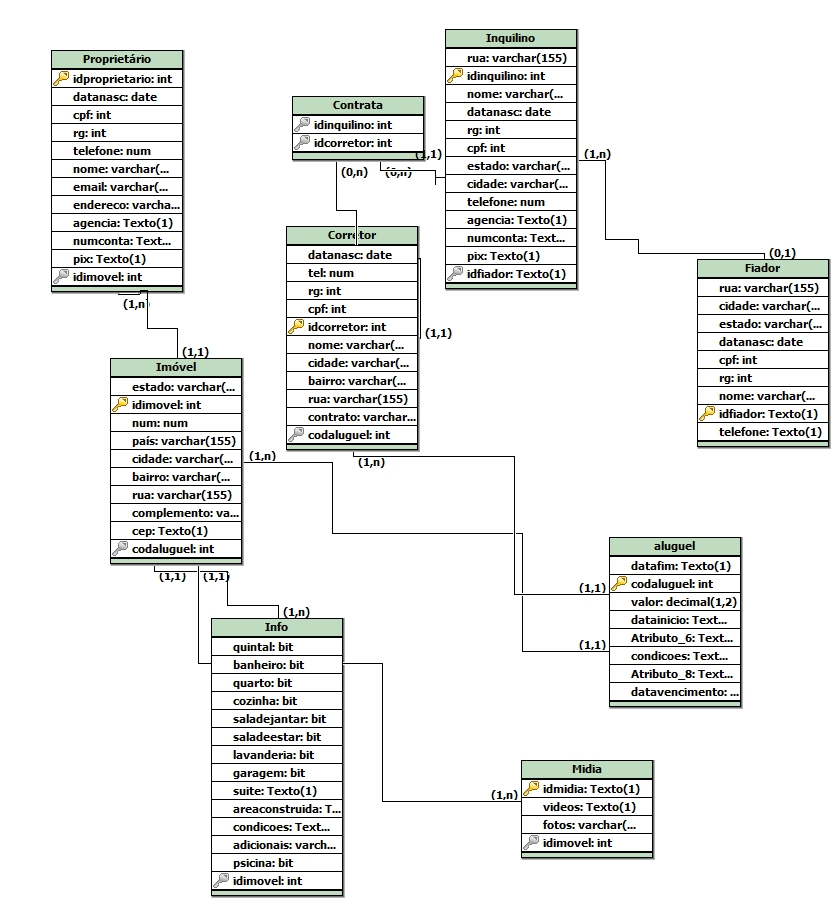 Proprietário
idproprietario: int
datanasc: date
cpf: int
rg: int
telefone: num
nome: varchar(...
email: varchar(...
endereco: varcha...
agencia: Texto(1)
numconta: Text...
pix: Texto(1)
idimovel: int
(1,n)
(1,1)
Contrata
idinquilino: int
idcorretor: int
(0,n)
(0,n)
(1,1)
Inquilino
rua: varchar(155)
idinquilino: int
nome: varchar(...
datanasc: date
rg: int
cpf: int
estado: varchar(...
cidade: varchar(...
telefone: num
agencia: Texto(1)
numconta: Text...
pix: Texto(1)
idfiador: Texto(1)
(1,n)
(0,1)
Fiador
rua: varchar(155)
cidade: varchar(...
estado: varchar(...
datanasc: date
cpf: int
rg: int
nome: varchar(...
idfiador: Texto(1)
telefone: Texto(1)
Corretor
datanasc: date
tel: num
rg: int
cpf: int
idcorretor: int
nome: varchar(...
cidade: varchar(...
bairro: varchar(...
rua: varchar(155)
contrato: varchar...
codaluguel: int
(1,1)
(1,n)
Imóvel
estado: varchar(...
idimovel: int
num: num
país: varchar(155)
cidade: varchar(...
bairro: varchar(...
rua: varchar(155)
complemento: va...
cep: Texto(1)
codaluguel: int
(1,n)
(1,1)
(1,1)
(1,n)
Info
quintal: bit
banheiro: bit
quarto: bit
cozinha: bit
saladejantar: bit
saladeestar: bit
lavanderia: bit
garagem: bit
suite: Texto(1)
areaconstruida: T...
condicoes: Text...
adicionais: varch...
psicina: bit
idimovel: int
aluguel
datafim: Texto(1)
codaluguel: int
valor: decimal(1,2)
datainicio: Text...
Atributo_6: Text...
condicoes: Text...
Atributo_8: Text...
datavencimento: ...
(1,1)
(1,1)
Midia
idmidia: Texto(1)
videos: Texto(1)
fotos: varchar(...
idimovel: int
(1,n)